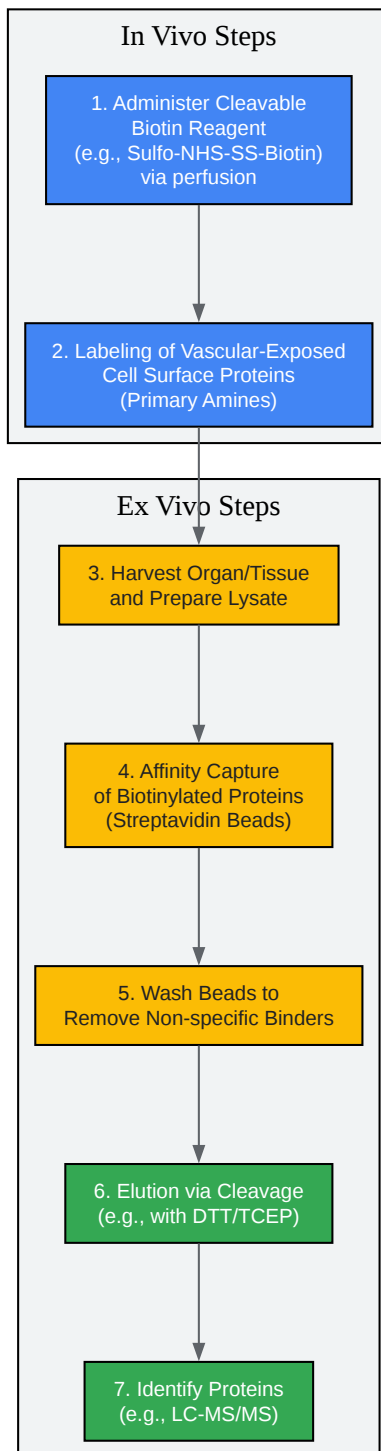 In Vivo Steps
1. Administer Cleavable
Biotin Reagent
(e.g., Sulfo-NHS-SS-Biotin)
via perfusion
2. Labeling of Vascular-Exposed
Cell Surface Proteins
(Primary Amines)
Ex Vivo Steps
3. Harvest Organ/Tissue
and Prepare Lysate
4. Affinity Capture
of Biotinylated Proteins
(Streptavidin Beads)
5. Wash Beads to
Remove Non-specific Binders
6. Elution via Cleavage
(e.g., with DTT/TCEP)
7. Identify Proteins
(e.g., LC-MS/MS)